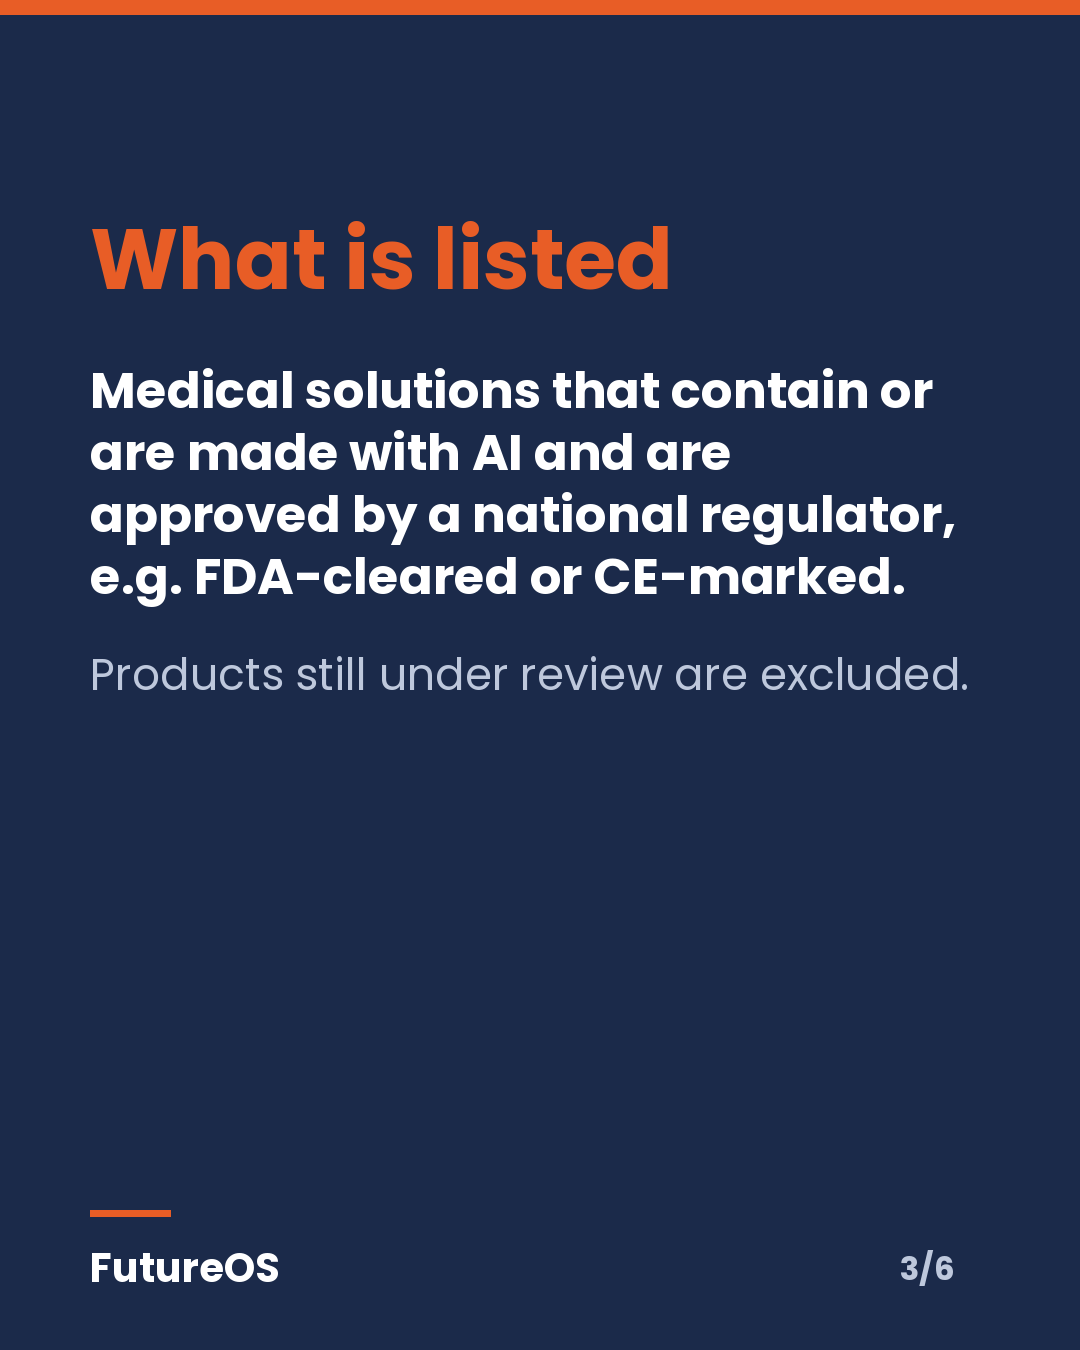 What is listed
Medical solutions that contain or
are made with AI and are
approved by a national regulator,
e.g. FDA-cleared or CE-marked.
Products still under review are excluded.
FutureOS
3/6